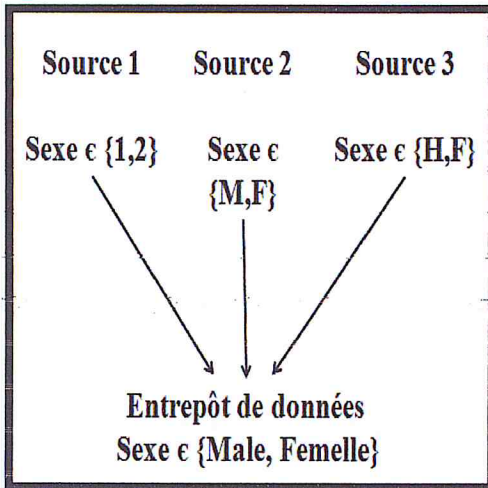 Source 1 Source 2 Source 3
Sexe є {1,2} Sexe є {M,F} Sexe є {H,F}
Entrepôt de données
Sexe є {Male, Femelle}